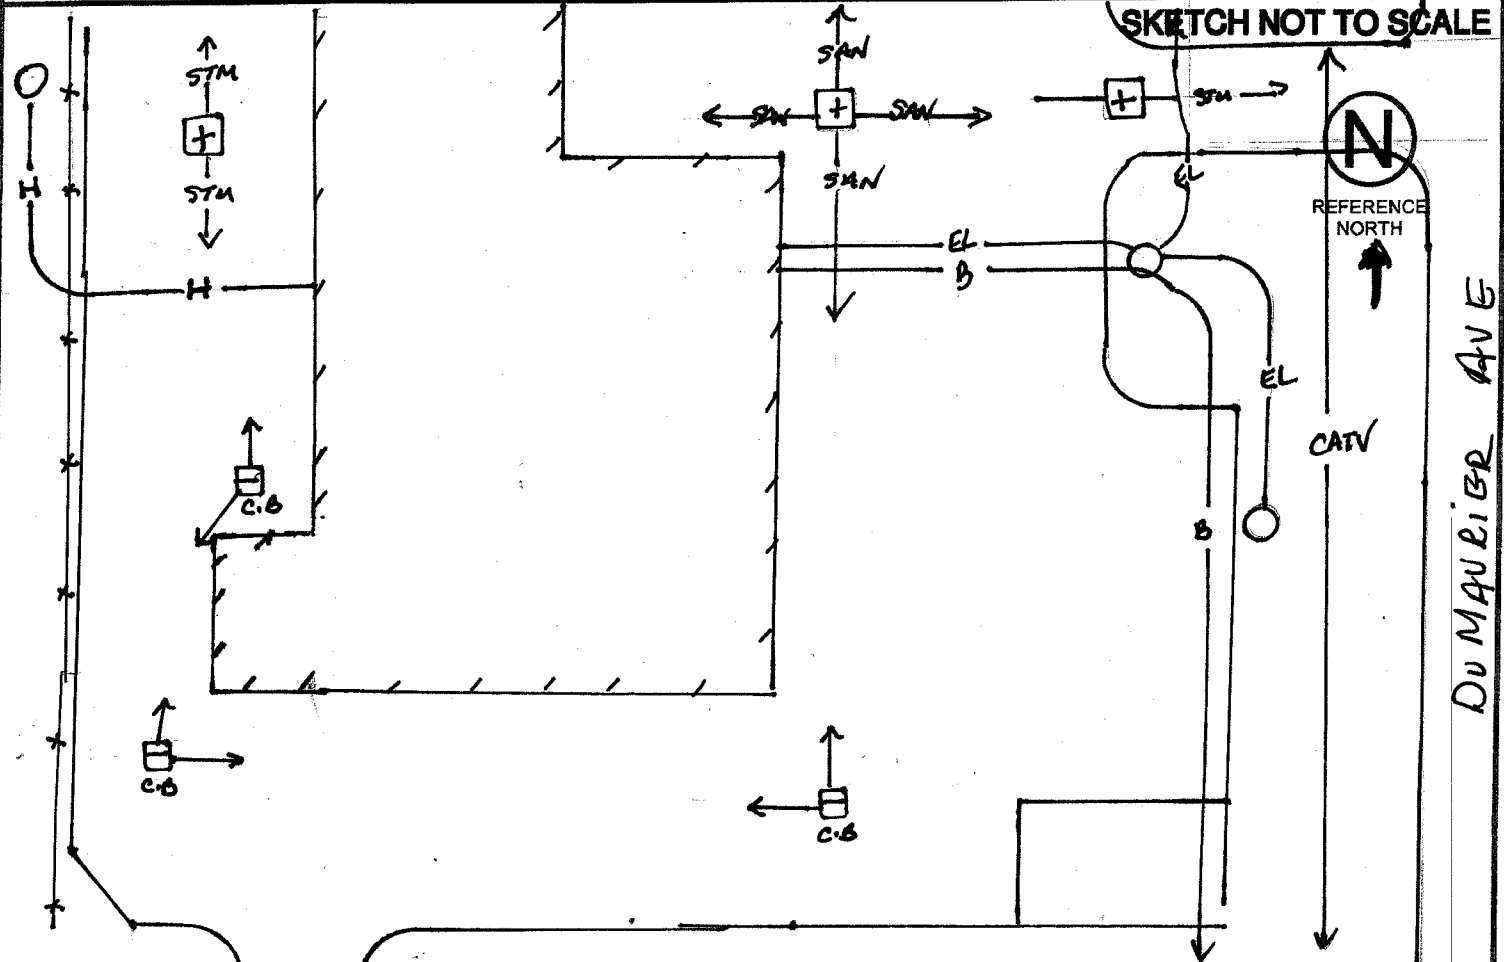 SKETCH NOT TO SCALE
STM
SAN
SAN
SAN
STM
N
STM
H
SAN
EL
REFERENCE
NORTH
EL
B
H
EL
CATV
C.B
B
DU MAURIER AVE
C.B
C.B